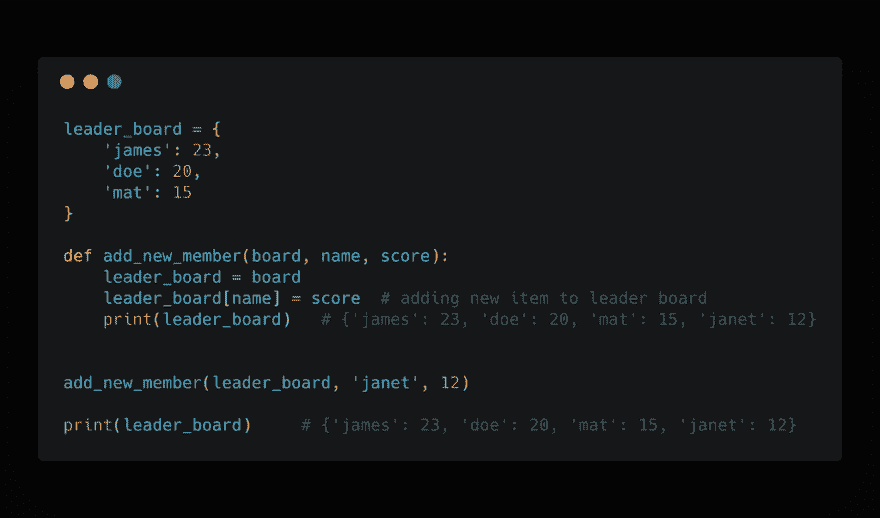 leader_board = {
    'james': 23,
    'doe': 20,
    'mat': 15
}
def add_new_member(board, name, score):
    leader_board = board
    leader_board[name] = score  # adding new item to leader board
    print(leader_board)   # {'james': 23, 'doe': 20, 'mat': 15, 'janet': 12}
add_new_member(leader_board, 'janet', 12)
print(leader_board)     # {'james': 23, 'doe': 20, 'mat': 15, 'janet': 12}